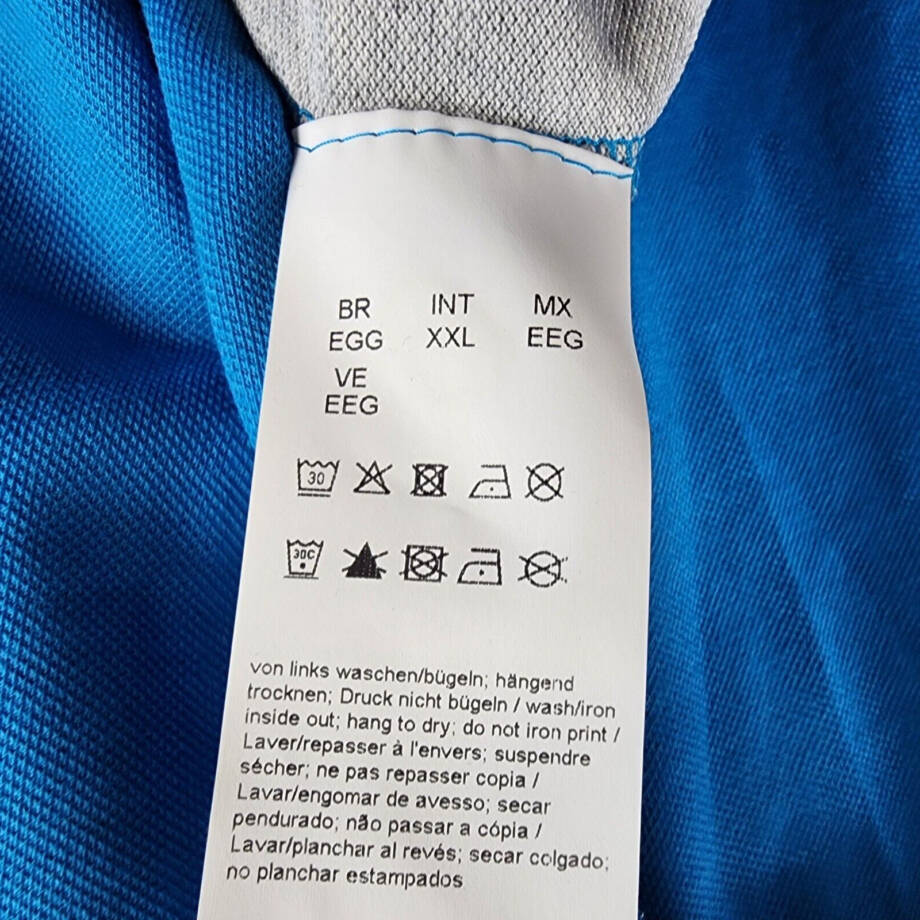 BR INT MX
EGG XXL EEG
VE
EEG
30
30C
von links waschen/bügeln; hängend
trocknen; Druck nicht bügeln / wash/iron
inside out; hang to dry; do not iron print /
Laver/repasser à l'envers; suspendre
sécher; ne pas repasser copia /
Lavar/engomar de avesso; secar
pendurado; não passar a cópia /
Lavar/planchar al revés; secar colgado;
no planchar estampados